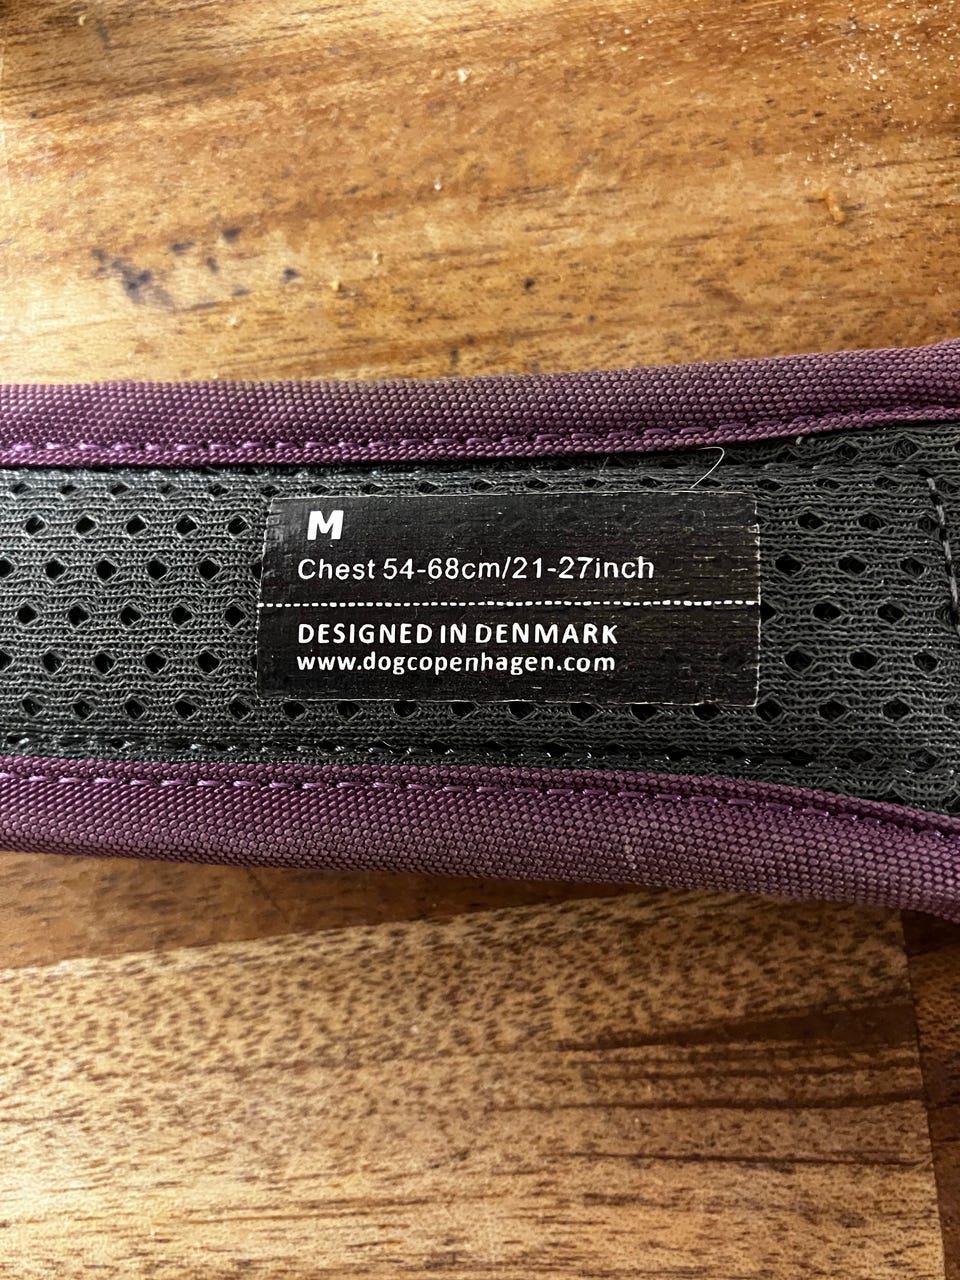 M
Chest 54-68cm/21-27inch
DESIGNED IN DENMARK
www.dogcopenhagen.com